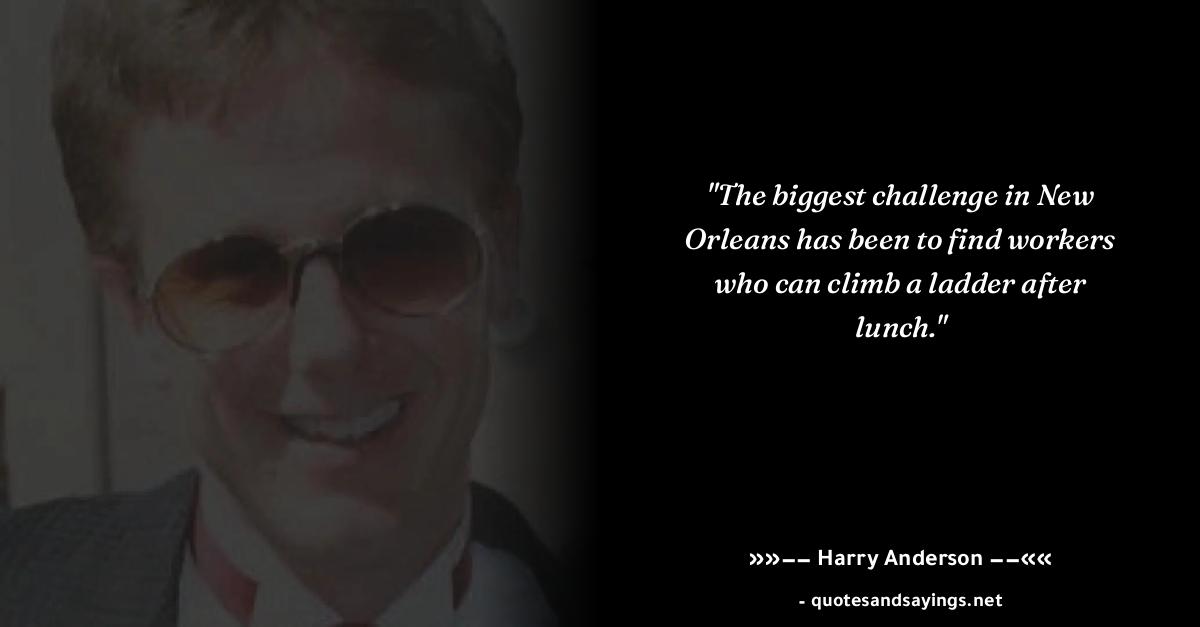 "The biggest challenge in New
Orleans has been to find workers
who can climb a ladder after
lunch."
»»−− Harry Anderson −−««
- quotesandsayings.net